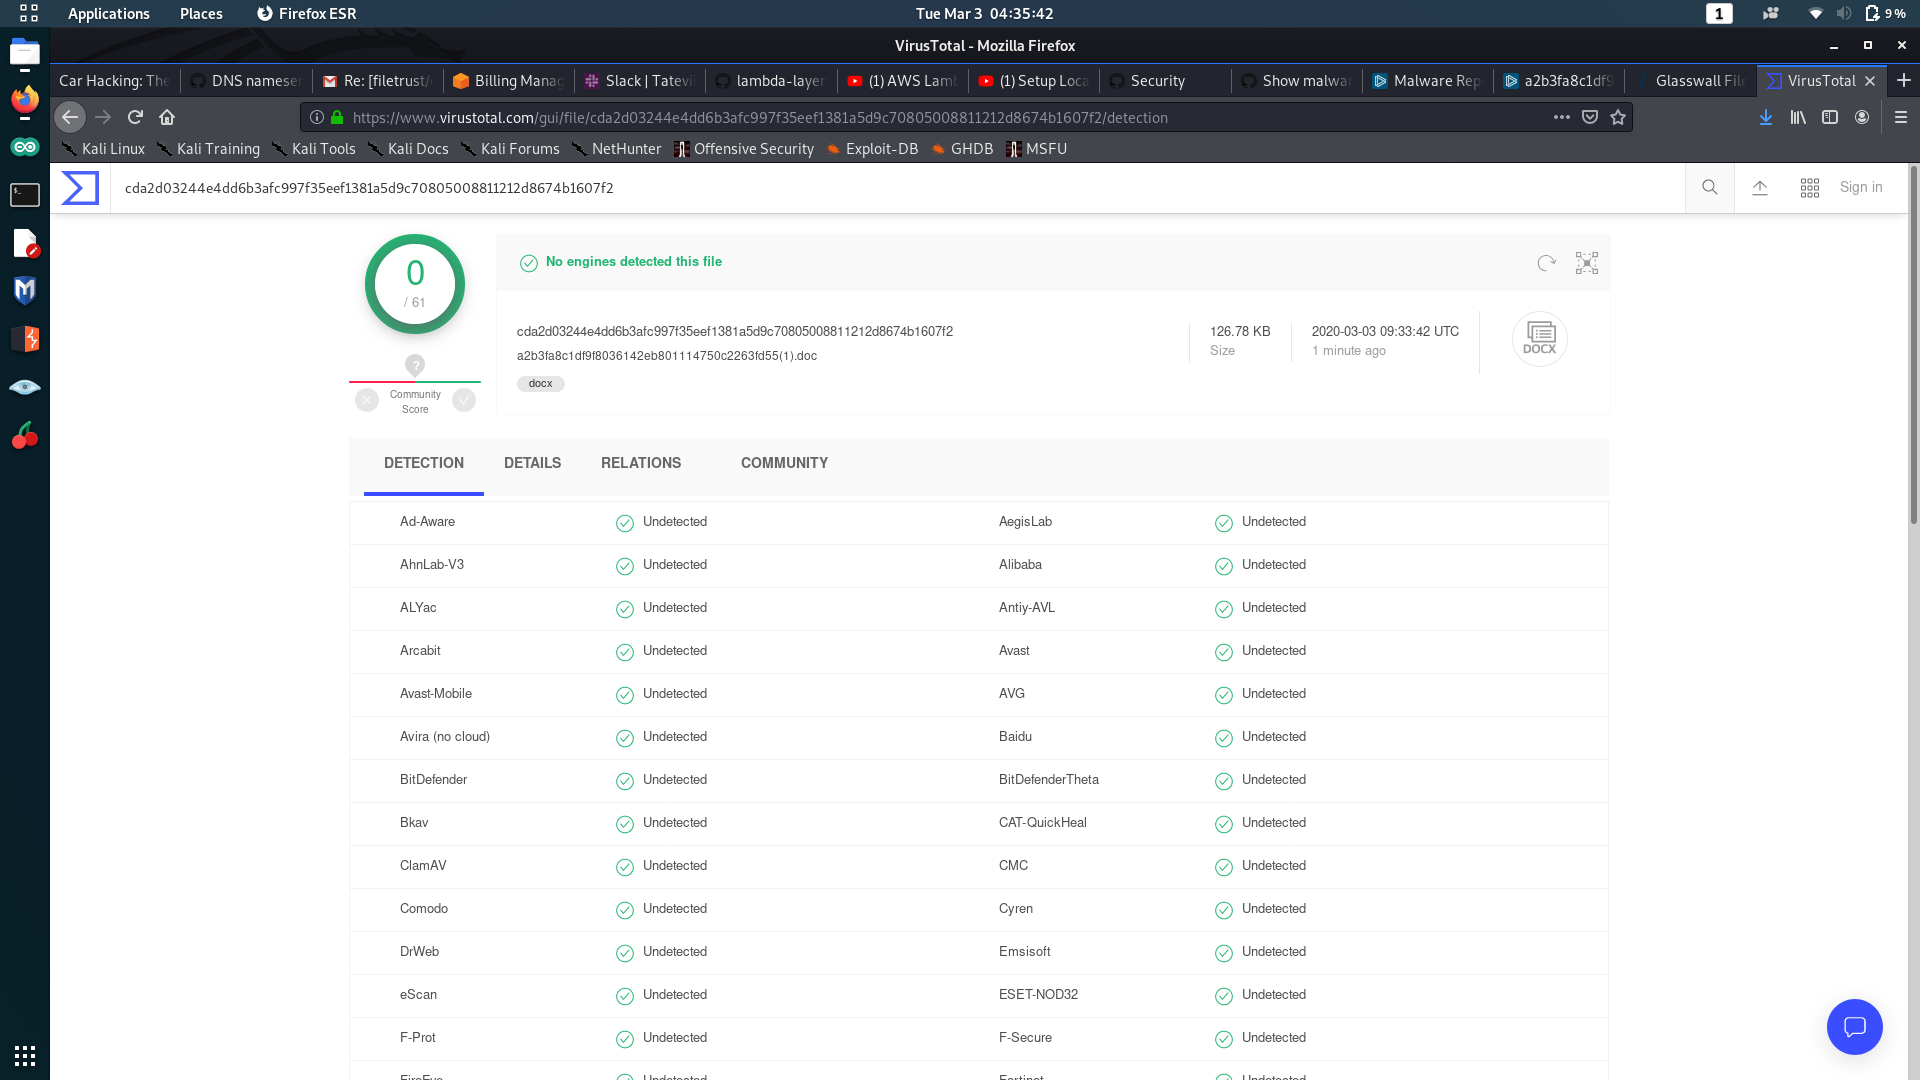 Applications Places Firefox ESR Tue Mar 3 04:35:42 1 9 %
VirusTotal - Mozilla Firefox
Car Hacking: The DNS nameser Re: [filetrust/ Billing Manag Slack | Tatevi lambda-layer (1) AWS Lamb (1) Setup Loca Security Show malwa Malware Rep a2b3fa8c1df9 Glasswall File VirusTotal
https://www.virustotal.com/gui/file/cda2d03244e4dd6b3afc997f35eef1381a5d9c70805008811212d8674b1607f2/detection
Kali Linux Kali Training Kali Tools Kali Docs Kali Forums NetHunter Offensive Security Exploit-DB GHDB MSFU
cda2d03244e4dd6b3afc997f35eef1381a5d9c70805008811212d8674b1607f2 Sign in
0
/ 61
No engines detected this file
cda2d03244e4dd6b3afc997f35eef1381a5d9c70805008811212d8674b1607f2
a2b3fa8c1df9f8036142eb801114750c2263fd55(1).doc
docx
126.78 KB
Size
2020-03-03 09:33:42 UTC
1 minute ago
DOCX
?
Community
Score
DETECTION DETAILS RELATIONS COMMUNITY
Ad-Aware Undetected AegisLab Undetected
AhnLab-V3 Undetected Alibaba Undetected
ALYac Undetected Antiy-AVL Undetected
Arcabit Undetected Avast Undetected
Avast-Mobile Undetected AVG Undetected
Avira (no cloud) Undetected Baidu Undetected
BitDefender Undetected BitDefenderTheta Undetected
Bkav Undetected CAT-QuickHeal Undetected
ClamAV Undetected CMC Undetected
Comodo Undetected Cyren Undetected
DrWeb Undetected Emsisoft Undetected
eScan Undetected ESET-NOD32 Undetected
F-Prot Undetected F-Secure Undetected
FireEye Undetected Fortinet Undetected